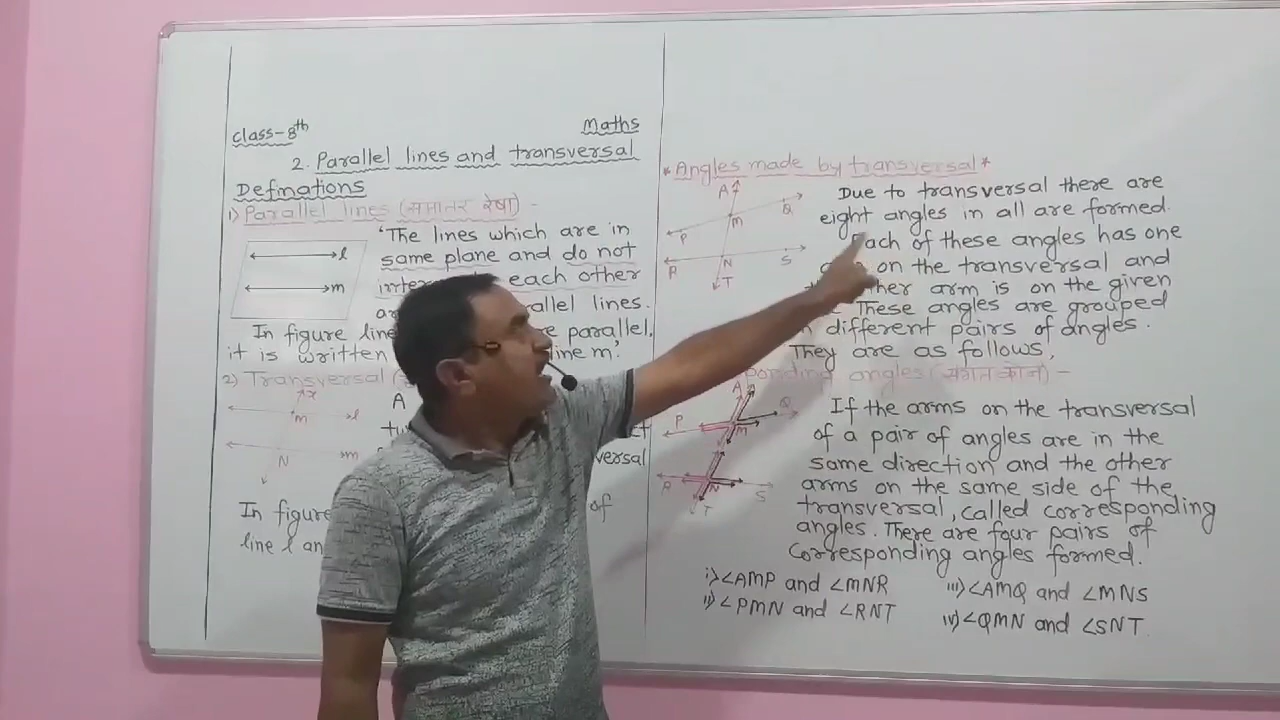 class-8th
Maths
2. Parallel lines and transversal
Defnations
1) Parallel lines (समातर रेषा) -
l
m
'The lines which are in
same plane and do not
each other
parallel lines.
In figure line parallel.
it is written line m'.
2) Transversal
x
m
l
N
m
A
In figure of
line l an
*Angles made by transversal*
A
Q
M
P
N
R
S
T
Due to transversal there are
eight angles in all are formed.
Each of these angles has one
on the transversal and
other arm is on the given
These angles are grouped
in different pairs of angles.
They are as follows,
angles (संगत कोन) -
A
Q
P
M
R
N
S
T
If the arms on the transversal
of a pair of angles are in the
same direction and the other
arms on the same side of the
transversal, called corresponding
angles. There are four pairs of
corresponding angles formed.
i) ∠AMP and ∠MNR
iii) ∠AMQ and ∠MNS
ii) ∠PMN and ∠RNT
iv) ∠QMN and ∠SNT.